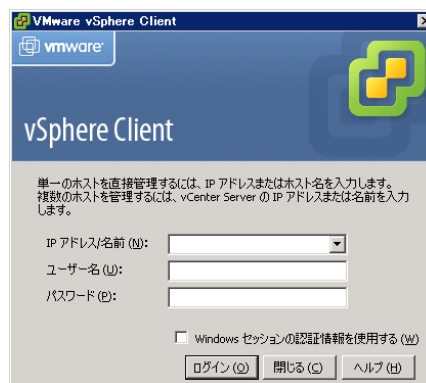 VMware vSphere Client
vmware
vSphere Client
単一のホストを直接管理するには、IP アドレスまたはホスト名を入力します。
複数のホストを管理するには、vCenter Server の IP アドレスまたは名前を入力
します。
IP アドレス/名前 (N):
ユーザー名 (U):
パスワード (P):
Windows セッションの認証情報を使用する (W)
ログイン (O) 閉じる (C) ヘルプ (H)